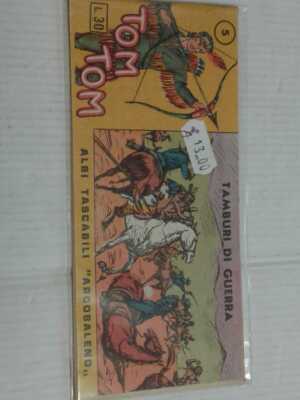 5
L. 30
TOM
TOM
£ 13.00
TAMBURI DI GUERRA
ALBI TASCABILI "ARCOBALENO"